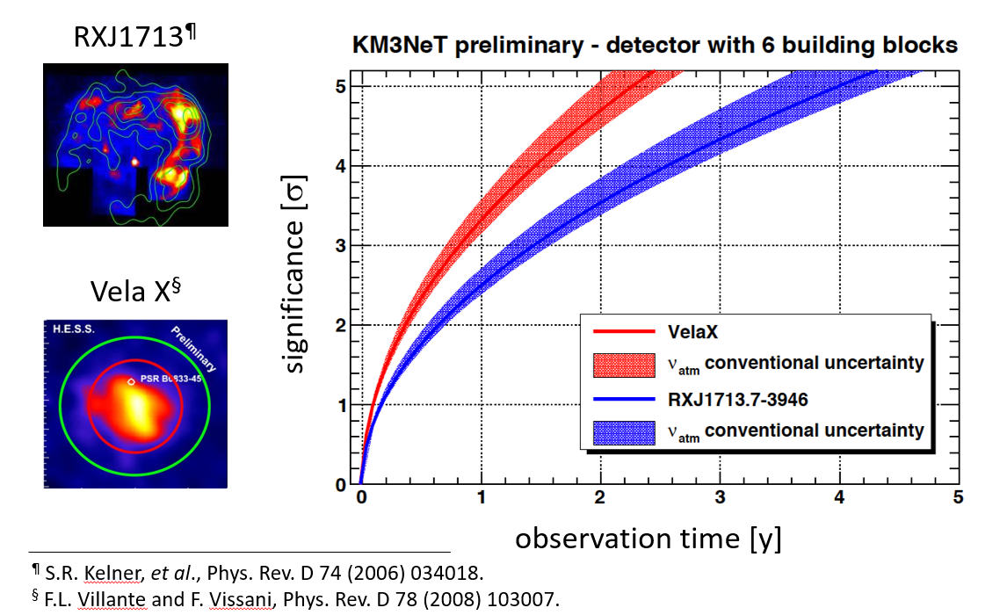 RXJ1713¶
Vela X§
H.E.S.S.
Preliminary
PSR B0833-45
KM3NeT preliminary - detector with 6 building blocks
significance [σ]
5
4
3
2
1
0
VelaX
νatm conventional uncertainty
RXJ1713.7-3946
νatm conventional uncertainty
0 1 2 3 4 5
observation time [y]
¶ S.R. Kelner, et al., Phys. Rev. D 74 (2006) 034018.
§ F.L. Villante and F. Vissani, Phys. Rev. D 78 (2008) 103007.